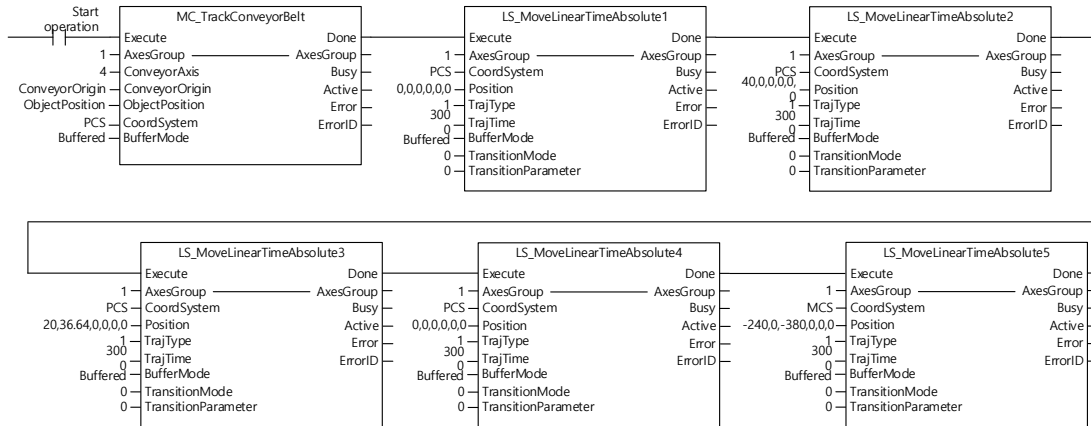 Start
operation
MC_TrackConveyorBelt
Execute Done
1 AxesGroup AxesGroup
4 ConveyorAxis Busy
ConveyorOrigin ConveyorOrigin Active
ObjectPosition ObjectPosition Error
PCS CoordSystem ErrorID
Buffered BufferMode
LS_MoveLinearTimeAbsolute1
Execute Done
1 AxesGroup AxesGroup
PCS CoordSystem Busy
0,0,0,0,0,0 Position Active
1 TrajType Error
300
0 TrajTime ErrorID
Buffered BufferMode
0 TransitionMode
0 TransitionParameter
LS_MoveLinearTimeAbsolute2
Execute Done
1 AxesGroup AxesGroup
PCS CoordSystem Busy
40,0,0,0,0,
0 Position Active
1 TrajType Error
300
0 TrajTime ErrorID
Buffered BufferMode
0 TransitionMode
0 TransitionParameter
LS_MoveLinearTimeAbsolute3
Execute Done
1 AxesGroup AxesGroup
PCS CoordSystem Busy
20,36.64,0,0,0,0 Position Active
1 TrajType Error
300
0 TrajTime ErrorID
Buffered BufferMode
0 TransitionMode
0 TransitionParameter
LS_MoveLinearTimeAbsolute4
Execute Done
1 AxesGroup AxesGroup
PCS CoordSystem Busy
0,0,0,0,0,0 Position Active
1 TrajType Error
300
0 TrajTime ErrorID
Buffered BufferMode
0 TransitionMode
0 TransitionParameter
LS_MoveLinearTimeAbsolute5
Execute Done
1 AxesGroup AxesGroup
MCS CoordSystem Busy
-240,0,-380,0,0,0 Position Active
1 TrajType Error
300
0 TrajTime ErrorID
Buffered BufferMode
0 TransitionMode
0 TransitionParameter